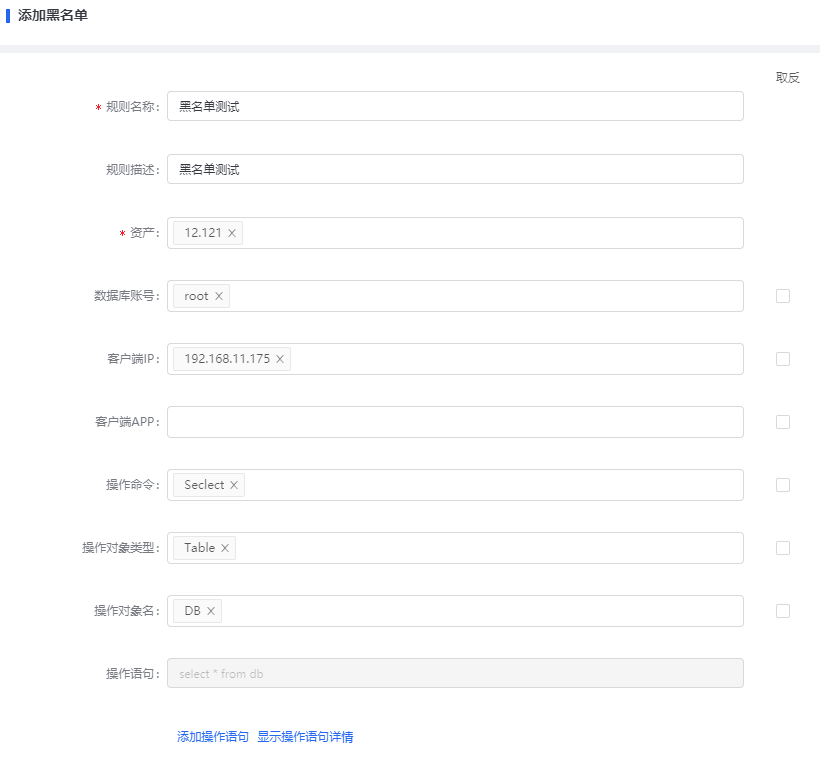 添加黑名单
取反
* 规则名称: 黑名单测试
规则描述: 黑名单测试
* 资产: 12.121 ×
数据库账号: root ×
客户端IP: 192.168.11.175 ×
客户端APP:
操作命令: Seclect ×
操作对象类型: Table ×
操作对象名: DB ×
操作语句: select * from db
添加操作语句 显示操作语句详情